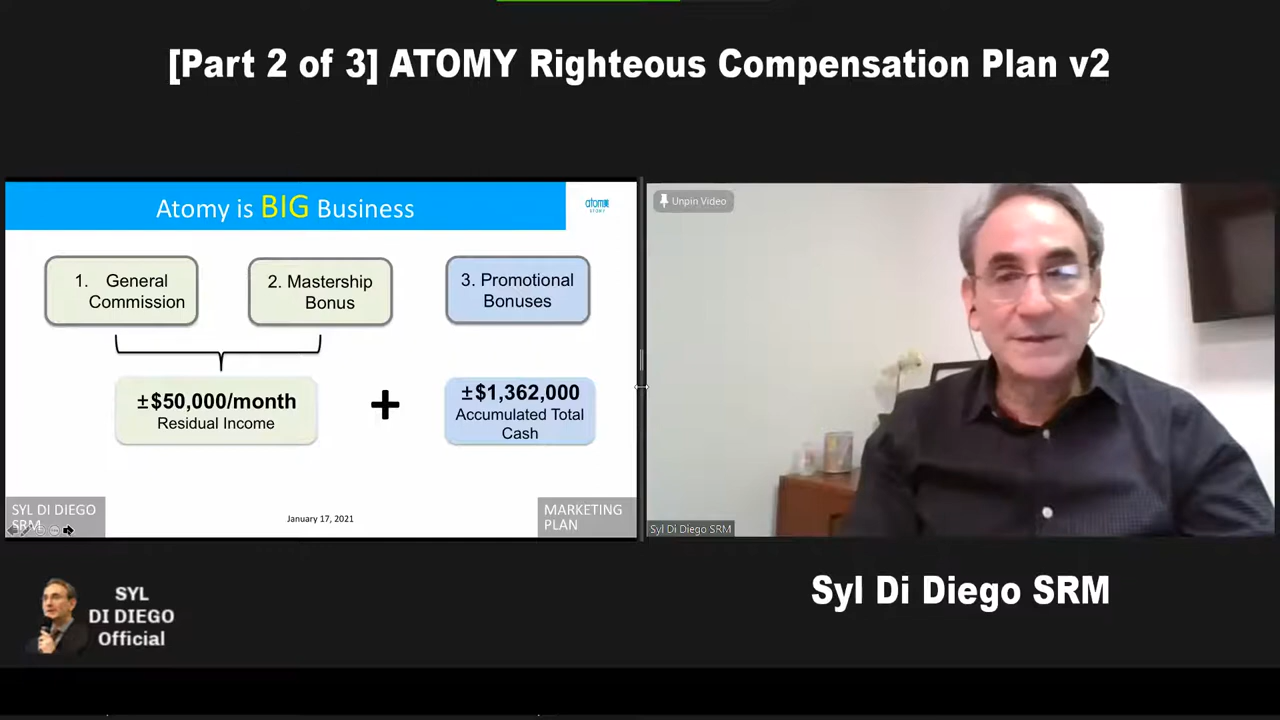 [Part 2 of 3] ATOMY Righteous Compensation Plan v2
Atomy is BIG Business
atomy
ATOMY
1. General
Commission
2. Mastership
Bonus
3. Promotional
Bonuses
±$50,000/month
Residual Income
+
±$1,362,000
Accumulated Total
Cash
SYL DI DIEGO
SRM
January 17, 2021
MARKETING
PLAN
Unpin Video
Syl Di Diego SRM
Syl Di Diego SRM
SYL
DI DIEGO
Official